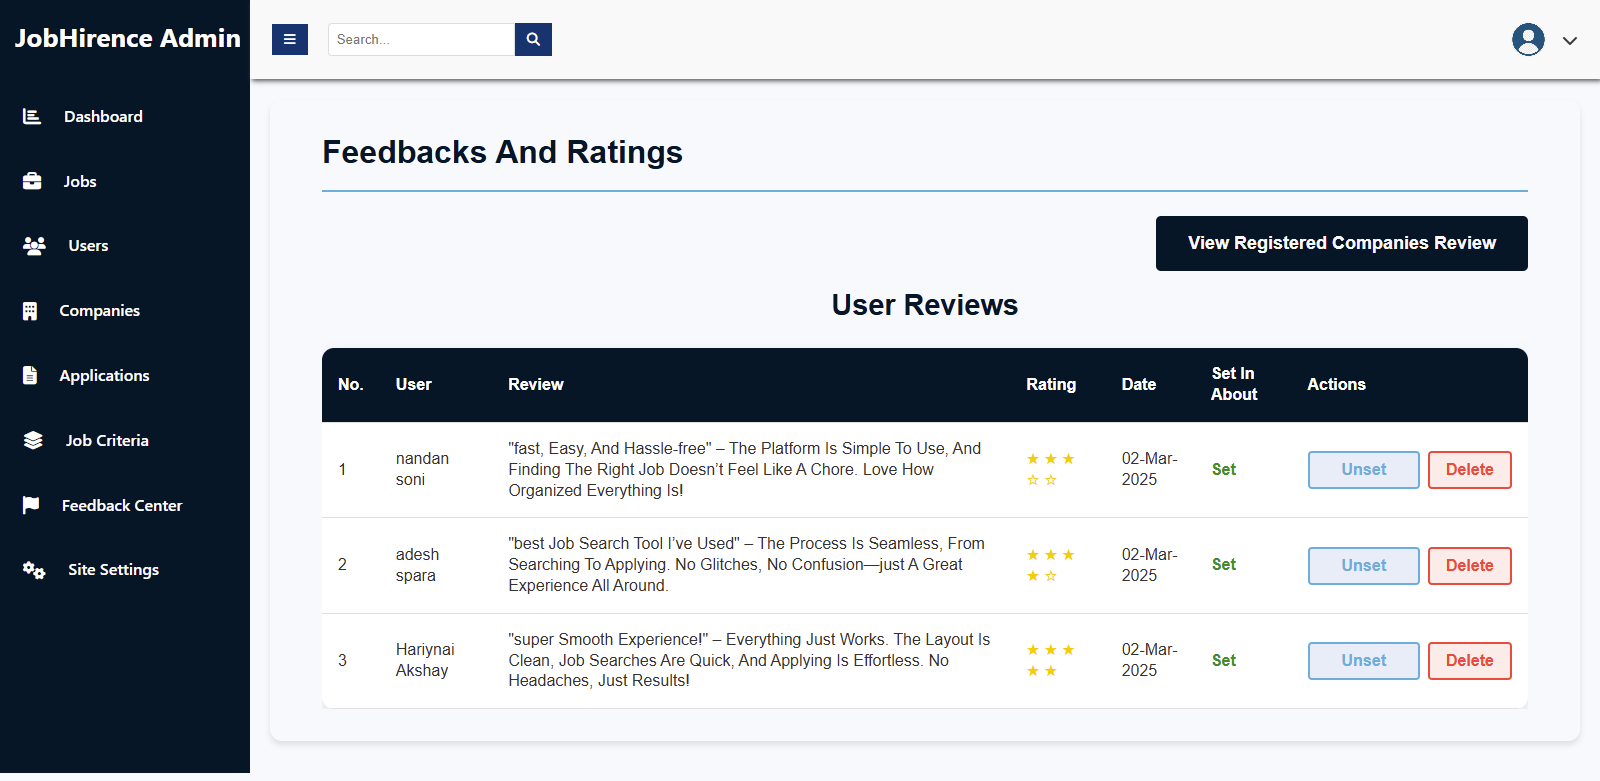 JobHirence Admin
Search...
Dashboard
Jobs
Users
Companies
Applications
Job Criteria
Feedback Center
Site Settings
Feedbacks And Ratings
View Registered Companies Review
User Reviews
No. User Review Rating Date Set In About Actions
1 nandan soni "fast, Easy, And Hassle-free" – The Platform Is Simple To Use, And
Finding The Right Job Doesn’t Feel Like A Chore. Love How
Organized Everything Is! ★ ★ ★ ☆ ☆ 02-Mar-2025 Set Unset Delete
2 adesh spara "best Job Search Tool I’ve Used" – The Process Is Seamless, From
Searching To Applying. No Glitches, No Confusion—just A Great
Experience All Around. ★ ★ ★ ★ ☆ 02-Mar-2025 Set Unset Delete
3 Hariynai Akshay "super Smooth Experience!" – Everything Just Works. The Layout Is
Clean, Job Searches Are Quick, And Applying Is Effortless. No
Headaches, Just Results! ★ ★ ★ ★ ★ 02-Mar-2025 Set Unset Delete